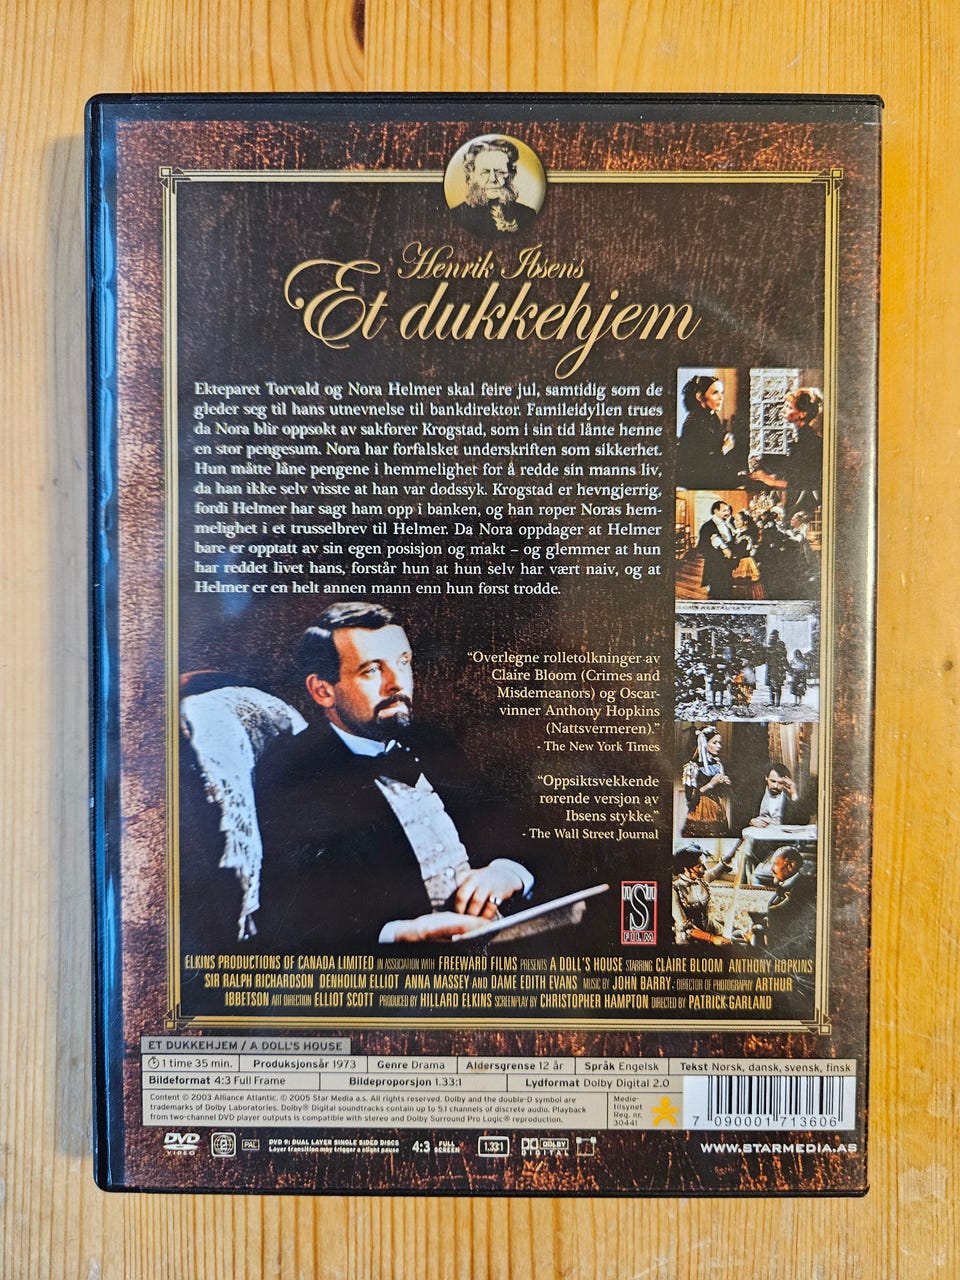 Henrik Ibsens
Et dukkehjem
Ekteparet Torvald og Nora Helmer skal feire jul, samtidig som de
gleder seg til hans utnevnelse til bankdirektør. Famileidyllen trues
da Nora blir oppsøkt av sakfører Krogstad, som i sin tid lånte henne
en stor pengesum. Nora har forfalsket underskriften som sikkerhet.
Hun måtte låne pengene i hemmelighet for å redde sin manns liv,
da han ikke selv visste at han var dødssyk. Krogstad er hevngjerrig,
fordi Helmer har sagt ham opp i banken, og han røper Noras hem-
melighet i et trusselbrev til Helmer. Da Nora oppdager at Helmer
bare er opptatt av sin egen posisjon og makt – og glemmer at hun
har reddet livet hans, forstår hun at hun selv har vært naiv, og at
Helmer er en helt annen mann enn hun først trodde.
“Overlegne rolletolkninger av
Claire Bloom (Crimes and
Misdemeanors) og Oscar-
vinner Anthony Hopkins
(Nattsvermeren).”
- The New York Times
“Oppsiktsvekkende
rørende versjon av
Ibsens stykke.”
- The Wall Street Journal
S
FILM
ELKINS PRODUCTIONS OF CANADA LIMITED IN ASSOCIATION WITH FREEWARD FILMS PRESENTS A DOLL'S HOUSE STARRING CLAIRE BLOOM ANTHONY HOPKINS
SIR RALPH RICHARDSON DENHOLM ELLIOT ANNA MASSEY AND DAME EDITH EVANS MUSIC BY JOHN BARRY DIRECTOR OF PHOTOGRAPHY ARTHUR
IBBETSON ART DIRECTION ELLIOT SCOTT PRODUCED BY HILLARD ELKINS SCREENPLAY BY CHRISTOPHER HAMPTON DIRECTED BY PATRICK GARLAND
ET DUKKEHJEM / A DOLL'S HOUSE
1 time 35 min. Produksjonsår 1973 Genre Drama Aldersgrense 12 år Språk Engelsk Tekst Norsk, dansk, svensk, finsk
Bildeformat 4:3 Full Frame Bildeproporsjon 1.33:1 Lydformat Dolby Digital 2.0
Content © 2003 Alliance Atlantic. © 2005 Star Media a.s. All rights reserved. Dolby and the double-D symbol are
trademarks of Dolby Laboratories. Dolby® Digital soundtracks contain up to 5.1 channels of discrete audio. Playback
from two-channel DVD player outputs is compatible with stereo and Dolby Surround Pro Logic® reproduction.
Medie-
tilsynet
Reg. nr.
30441
7 090001 713606
DVD VIDEO PAL DVD 9: DUAL LAYER SINGLE SIDED DISCS
Layer transition may trigger a slight pause
4:3 FULL SCREEN 1.33:1 DOLBY DIGITAL
WWW.STARMEDIA.AS